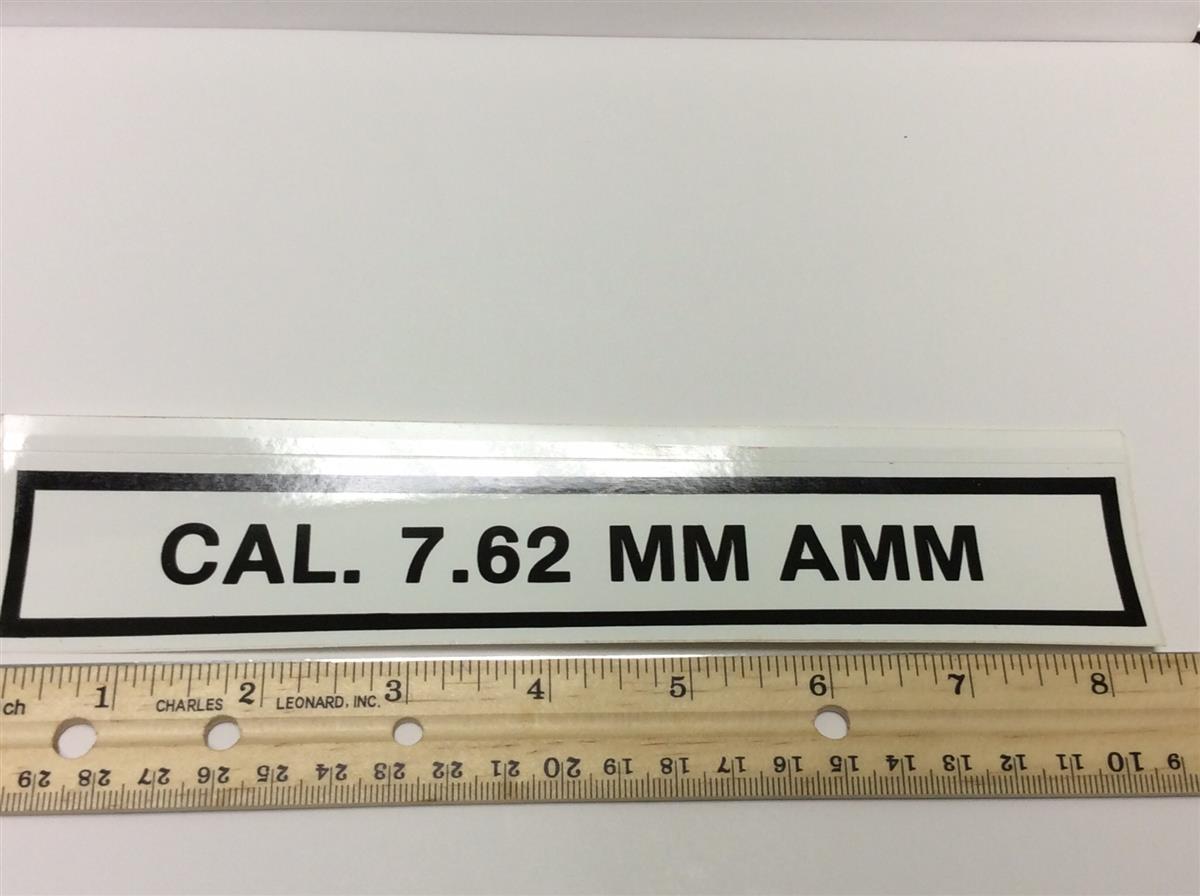 CAL. 7.62 MM AMM
ch 1 2 3 4 5 6 7 8
CHARLES LEONARD, INC.
29 28 27 26 25 24 23 22 21 20 19 18 17 16 15 14 13 12 11 10 9